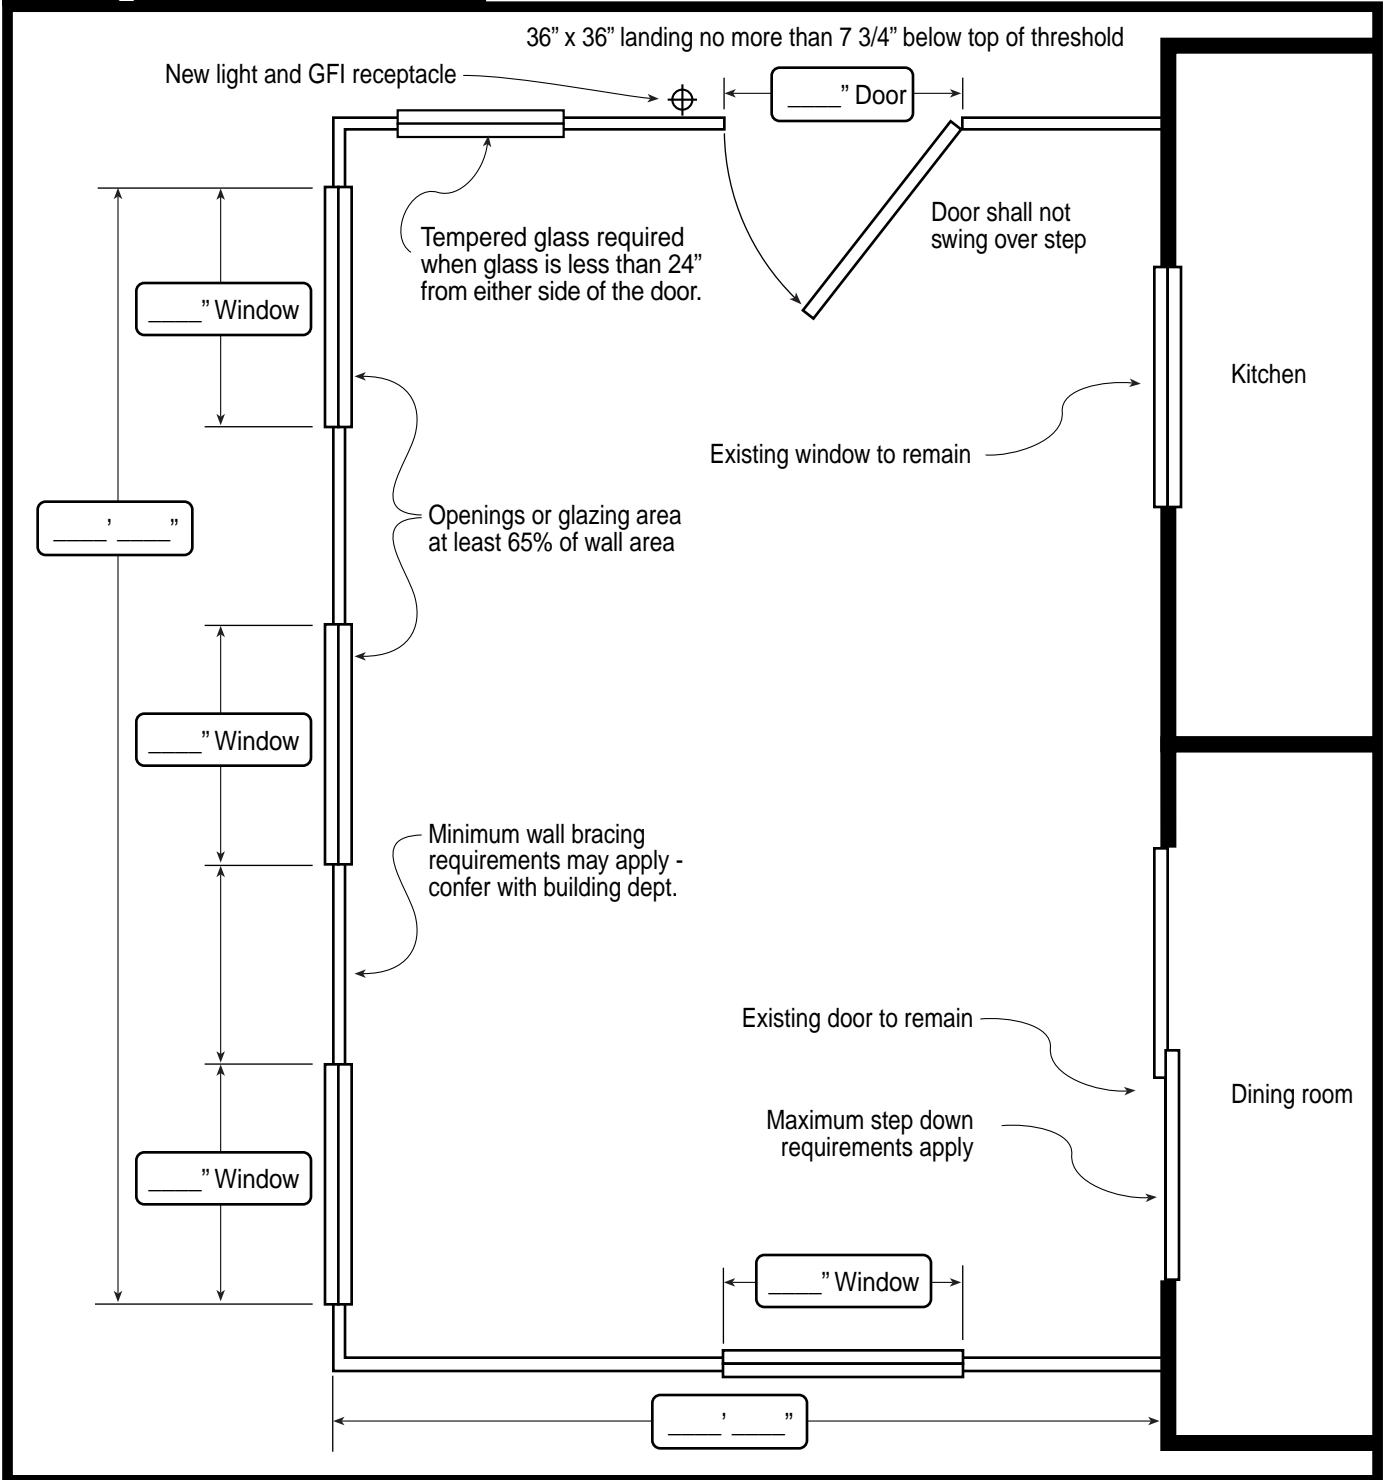 36” x 36” landing no more than 7 3/4” below top of threshold
New light and GFI receptacle
____” Door
Door shall not
swing over step
Tempered glass required
when glass is less than 24”
from either side of the door.
____” Window
Kitchen
Existing window to remain
____’ ____”
Openings or glazing area
at least 65% of wall area
____” Window
Minimum wall bracing
requirements may apply -
confer with building dept.
Existing door to remain
Dining room
Maximum step down
requirements apply
____” Window
____” Window
____’ ____”